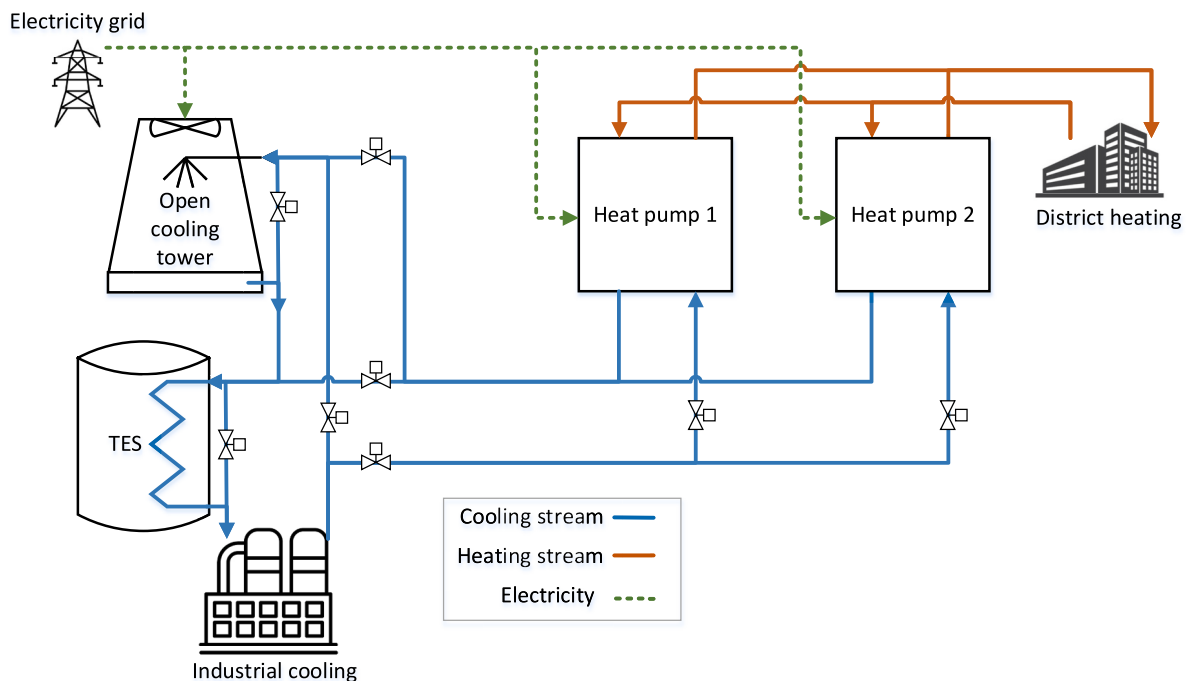 Electricity grid
Open
cooling
tower
Heat pump 1
Heat pump 2
District heating
TES
Cooling stream
Heating stream
Electricity
Industrial cooling